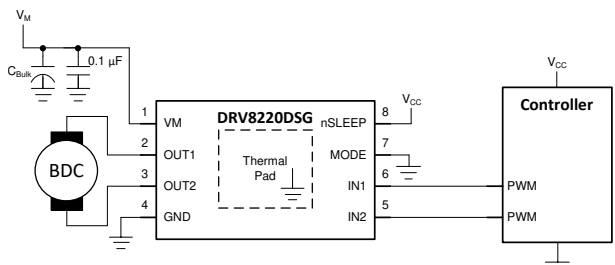 VM
CBulk
0.1 µF
DRV8220DSG
1 VM
2 OUT1
3 OUT2
4 GND
Thermal
Pad
nSLEEP 8
MODE 7
IN1 6
IN2 5
VCC
BDC
VCC
Controller
PWM
PWM